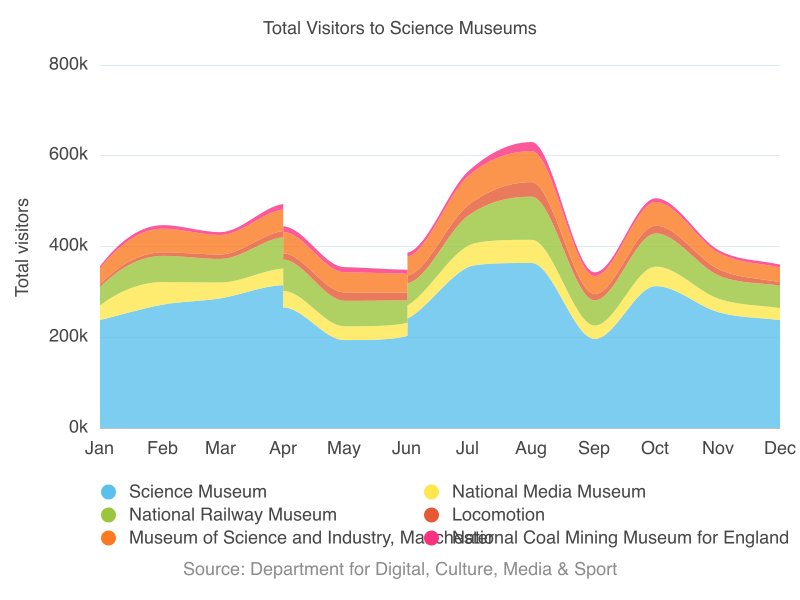 Total Visitors to Science Museums
800k
600k
400k
200k
0k
Total visitors
Jan Feb Mar Apr May Jun Jul Aug Sep Oct Nov Dec
Science Museum National Media Museum
National Railway Museum Locomotion
Museum of Science and Industry, Manchester National Coal Mining Museum for England
Source: Department for Digital, Culture, Media & Sport